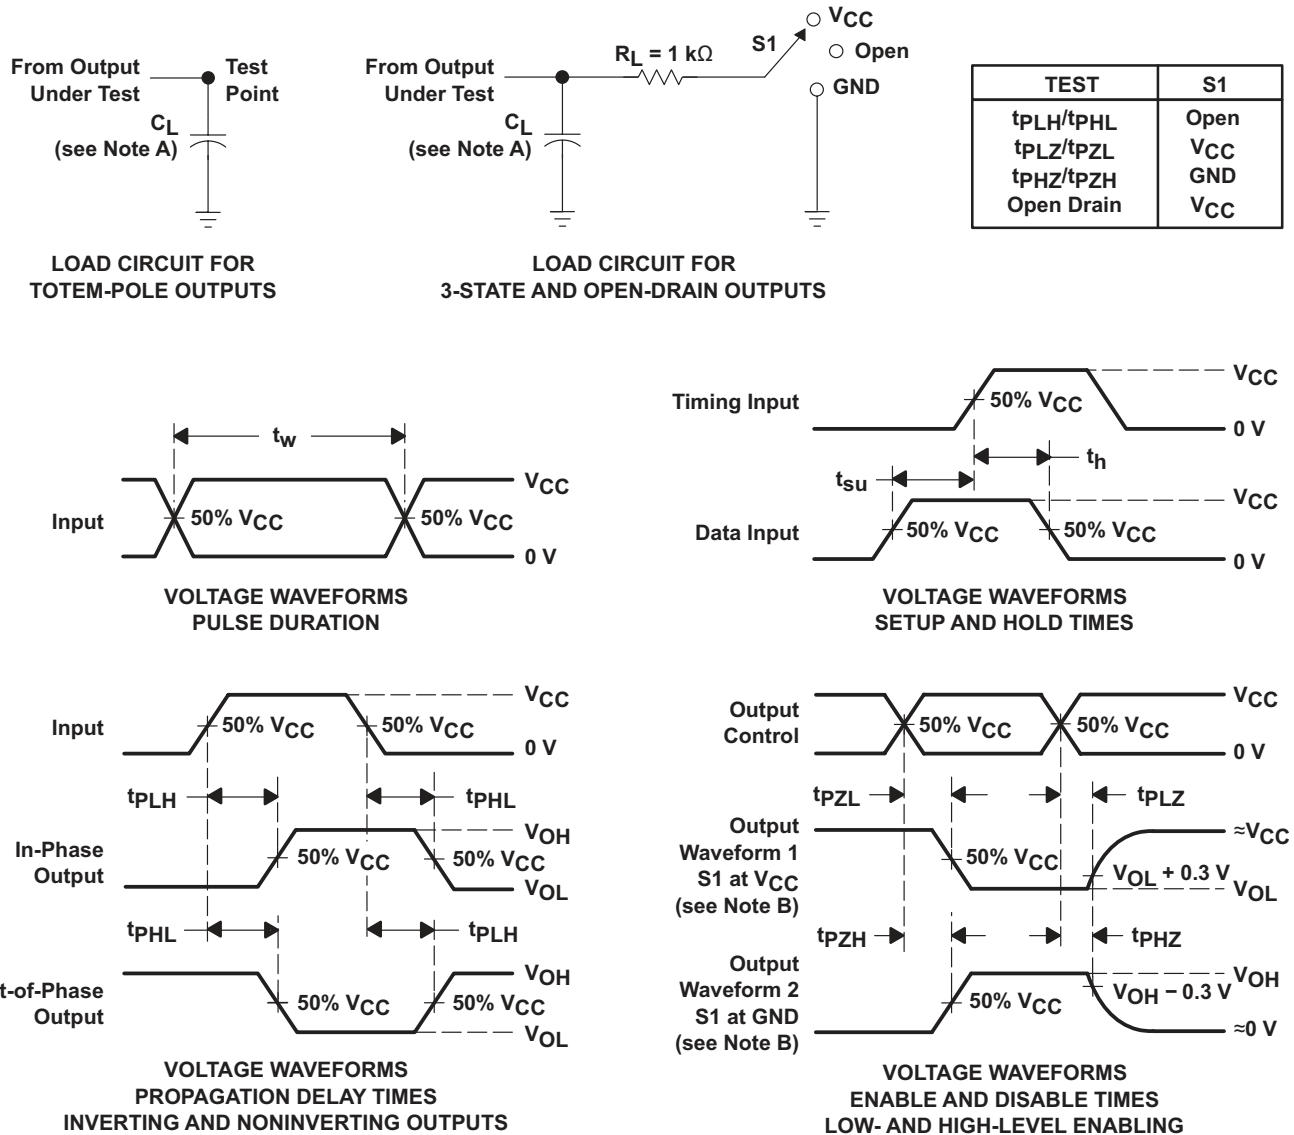 From Output
Under Test
Test
Point
CL
(see Note A)
LOAD CIRCUIT FOR
TOTEM-POLE OUTPUTS
From Output
Under Test
RL = 1 kΩ
S1
VCC
Open
GND
CL
(see Note A)
LOAD CIRCUIT FOR
3-STATE AND OPEN-DRAIN OUTPUTS
TEST S1
tPLH/tPHL Open
tPLZ/tPZL VCC
tPHZ/tPZH GND
Open Drain VCC
tw
Input
50% VCC
50% VCC
VCC
0 V
VOLTAGE WAVEFORMS
PULSE DURATION
Timing Input
50% VCC
VCC
0 V
th
tsu
Data Input
50% VCC
50% VCC
VCC
0 V
VOLTAGE WAVEFORMS
SETUP AND HOLD TIMES
Input
50% VCC
50% VCC
VCC
0 V
tPLH
tPHL
In-Phase
Output
50% VCC
50% VCC
VOH
VOL
tPHL
tPLH
t-of-Phase
Output
50% VCC
50% VCC
VOH
VOL
VOLTAGE WAVEFORMS
PROPAGATION DELAY TIMES
INVERTING AND NONINVERTING OUTPUTS
Output
Control
50% VCC
50% VCC
VCC
0 V
tPZL
tPLZ
Output
Waveform 1
S1 at VCC
(see Note B)
50% VCC
VOL + 0.3 V
≈VCC
VOL
tPZH
tPHZ
Output
Waveform 2
S1 at GND
(see Note B)
50% VCC
VOH − 0.3 V
VOH
≈0 V
VOLTAGE WAVEFORMS
ENABLE AND DISABLE TIMES
LOW- AND HIGH-LEVEL ENABLING